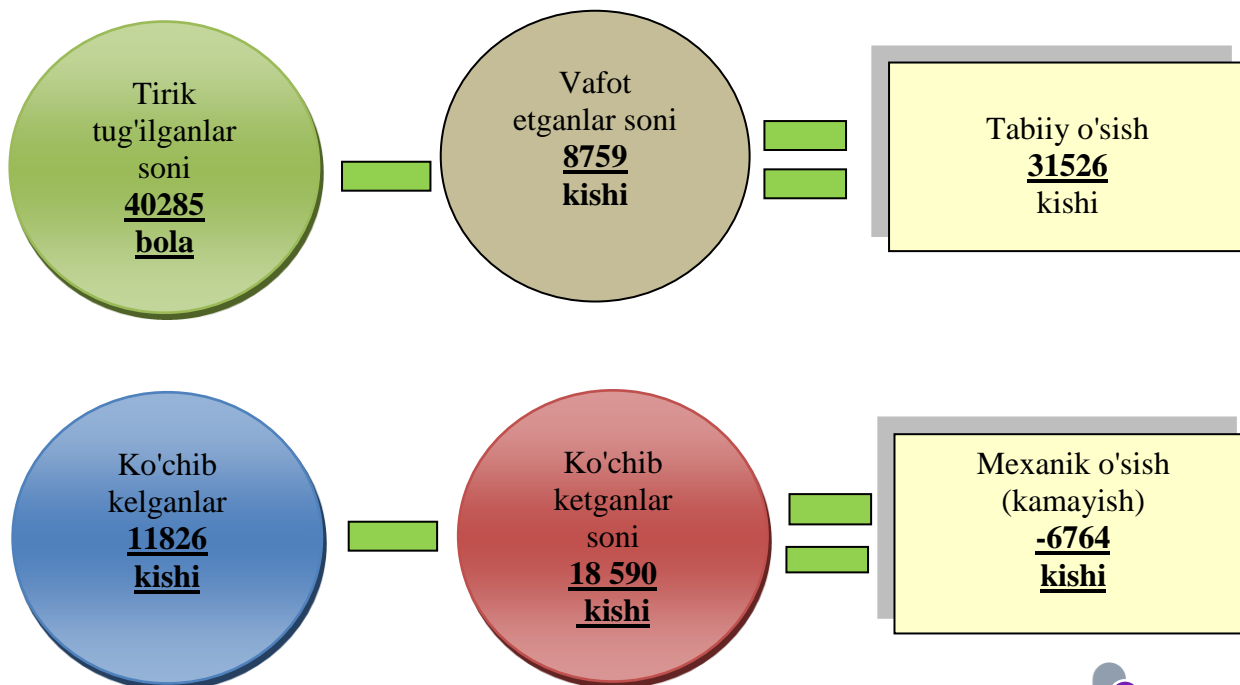 Tirik
tug'ilganlar
soni
40285
bola
Vafot
etganlar soni
8759
kishi
Tabiiy o'sish
31526
kishi
Ko'chib
kelganlar
11826
kishi
Ko'chib
ketganlar
soni
18 590
kishi
Mexanik o'sish
(kamayish)
-6764
kishi